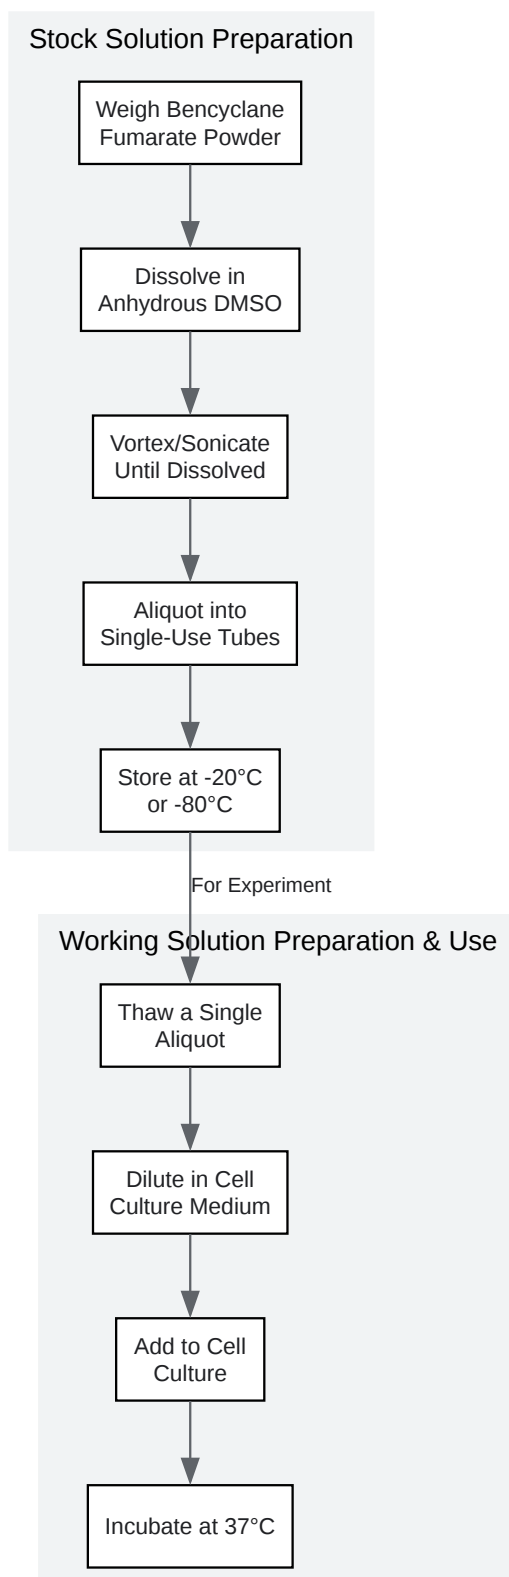 Stock Solution Preparation
Weigh Bencyclane
Fumarate Powder
Dissolve in
Anhydrous DMSO
Vortex/Sonicate
Until Dissolved
Aliquot into
Single-Use Tubes
Store at -20°C
or -80°C
For Experiment
Working Solution Preparation & Use
Thaw a Single
Aliquot
Dilute in Cell
Culture Medium
Add to Cell
Culture
Incubate at 37°C